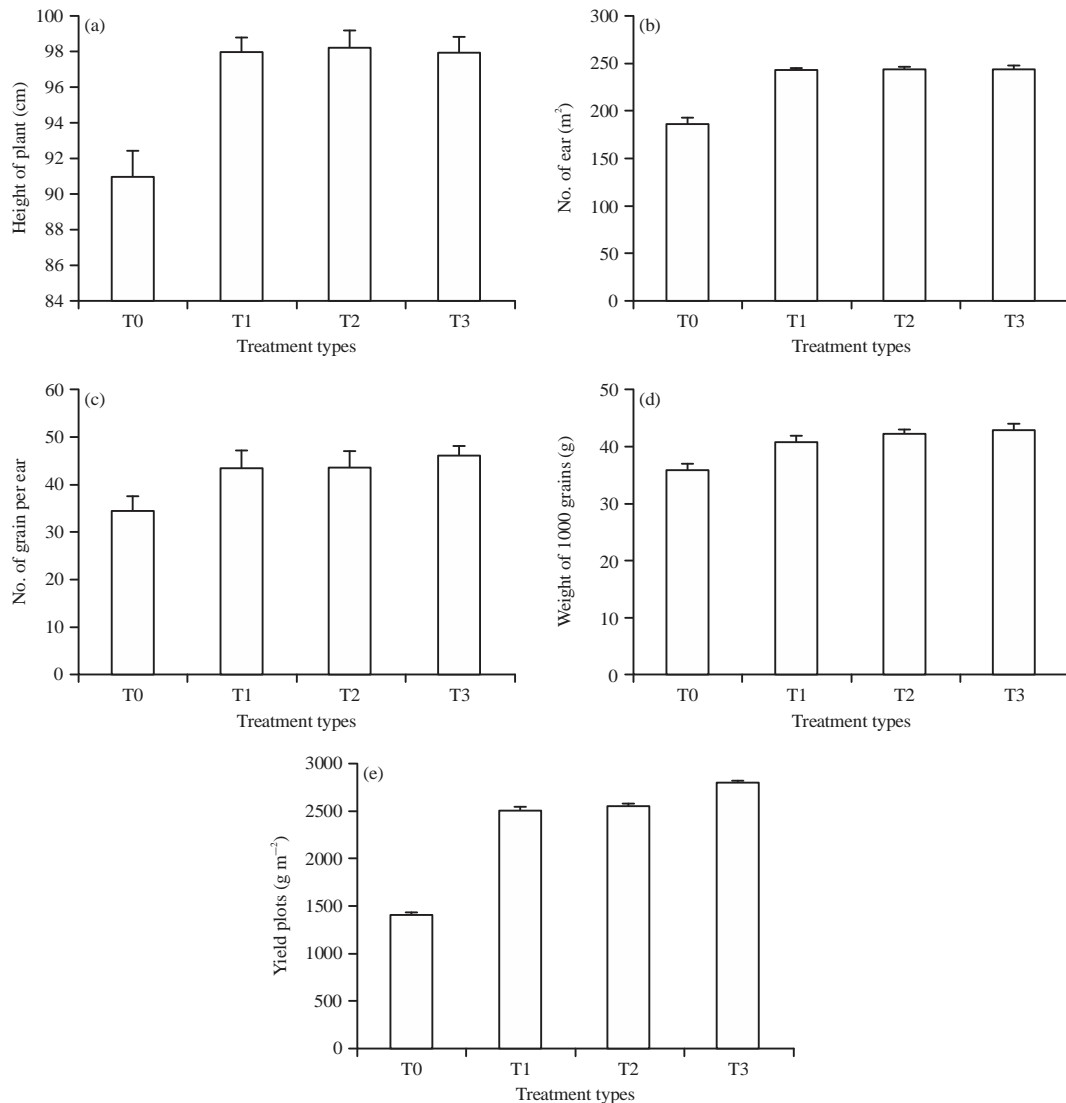 (a)
Height of plant (cm)
100
98
96
94
92
90
88
86
84
T0 T1 T2 T3
Treatment types
(b)
No. of ear (m²)
300
250
200
150
100
50
0
T0 T1 T2 T3
Treatment types
(c)
No. of grain per ear
60
50
40
30
20
10
0
T0 T1 T2 T3
Treatment types
(d)
Weight of 1000 grains (g)
50
40
30
20
10
0
T0 T1 T2 T3
Treatment types
(e)
Yield plots (g m⁻²)
3000
2500
2000
1500
1000
500
0
T0 T1 T2 T3
Treatment types